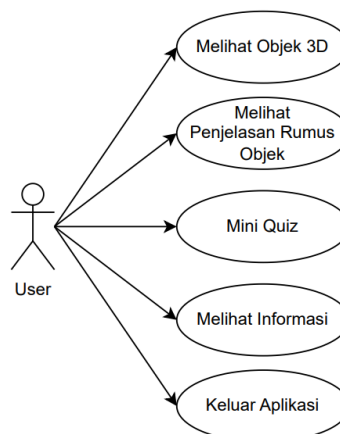 Melihat Objek 3D
Melihat
Penjelasan Rumus
Objek
Mini Quiz
User
Melihat Informasi
Keluar Aplikasi